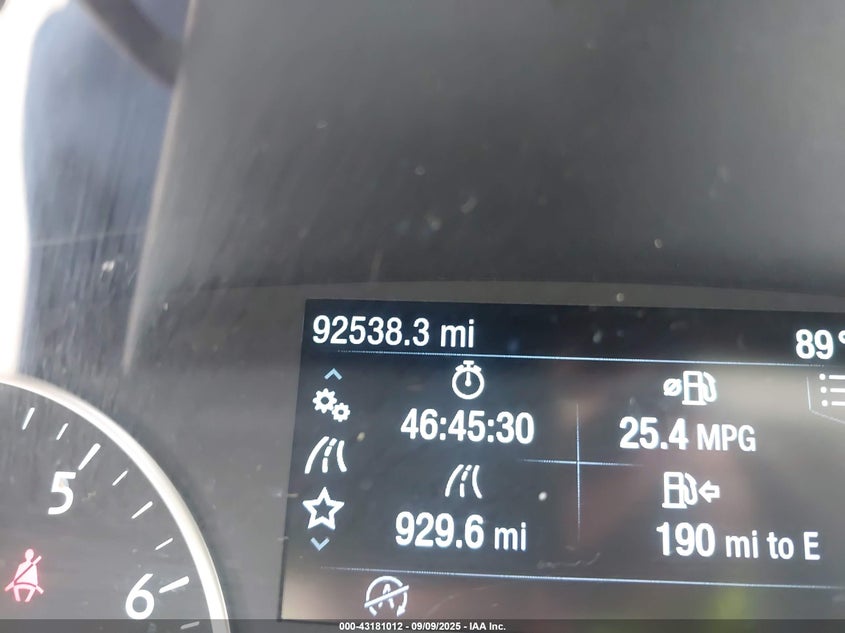 92538.3 mi
89°
46:45:30
25.4 MPG
929.6 mi
190 mi to E
5
6
000-43181012 - 09/09/2025 - IAA Inc.